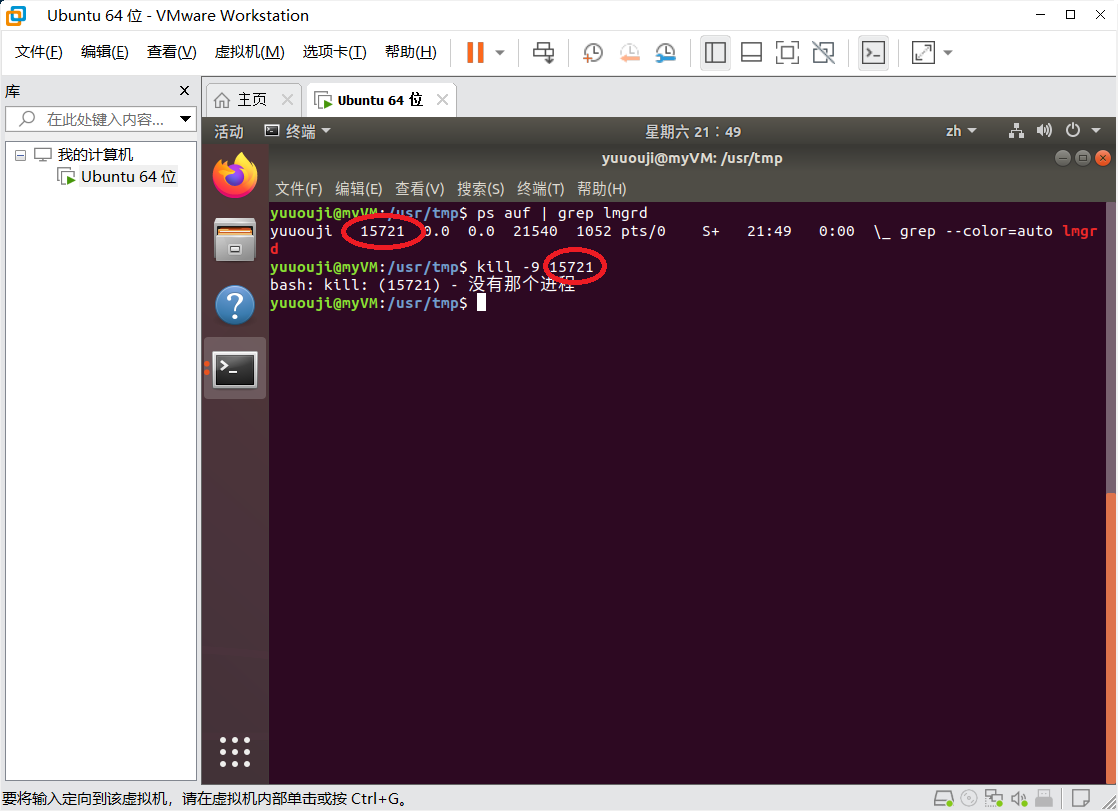 Ubuntu 64 位 - VMware Workstation
文件(F) 编辑(E) 查看(V) 虚拟机(M) 选项卡(T) 帮助(H)
库
在此处键入内容...
我的计算机
Ubuntu 64 位
主页
Ubuntu 64 位
活动 终端 星期六 21：49 zh
yuuouji@myVM: /usr/tmp
文件(F) 编辑(E) 查看(V) 搜索(S) 终端(T) 帮助(H)
yuuouji@myVM:/usr/tmp$ ps auf | grep lmgrd
yuuouji 15721 0.0 0.0 21540 1052 pts/0 S+ 21:49 0:00 \_ grep --color=auto lmgr
d
yuuouji@myVM:/usr/tmp$ kill -9 15721
bash: kill: (15721) - 没有那个进程
yuuouji@myVM:/usr/tmp$
要将输入定向到该虚拟机，请在虚拟机内部单击或按 Ctrl+G。